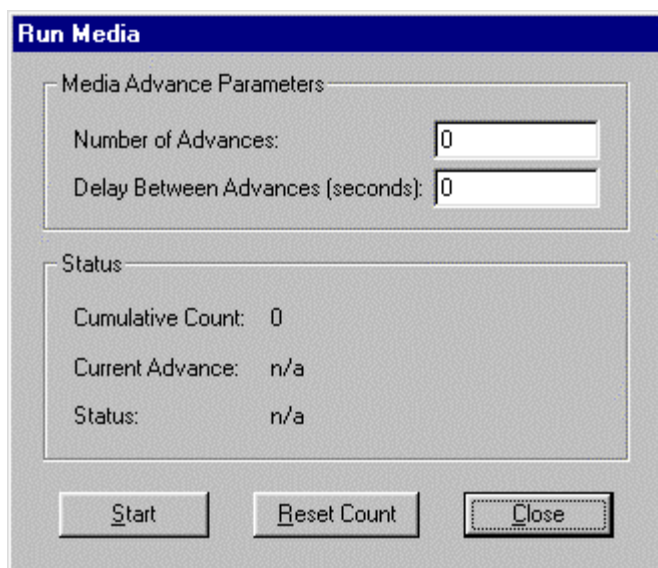 Run Media
Media Advance Parameters
Number of Advances: 0
Delay Between Advances (seconds): 0
Status
Cumulative Count: 0
Current Advance: n/a
Status: n/a
Start Reset Count Close